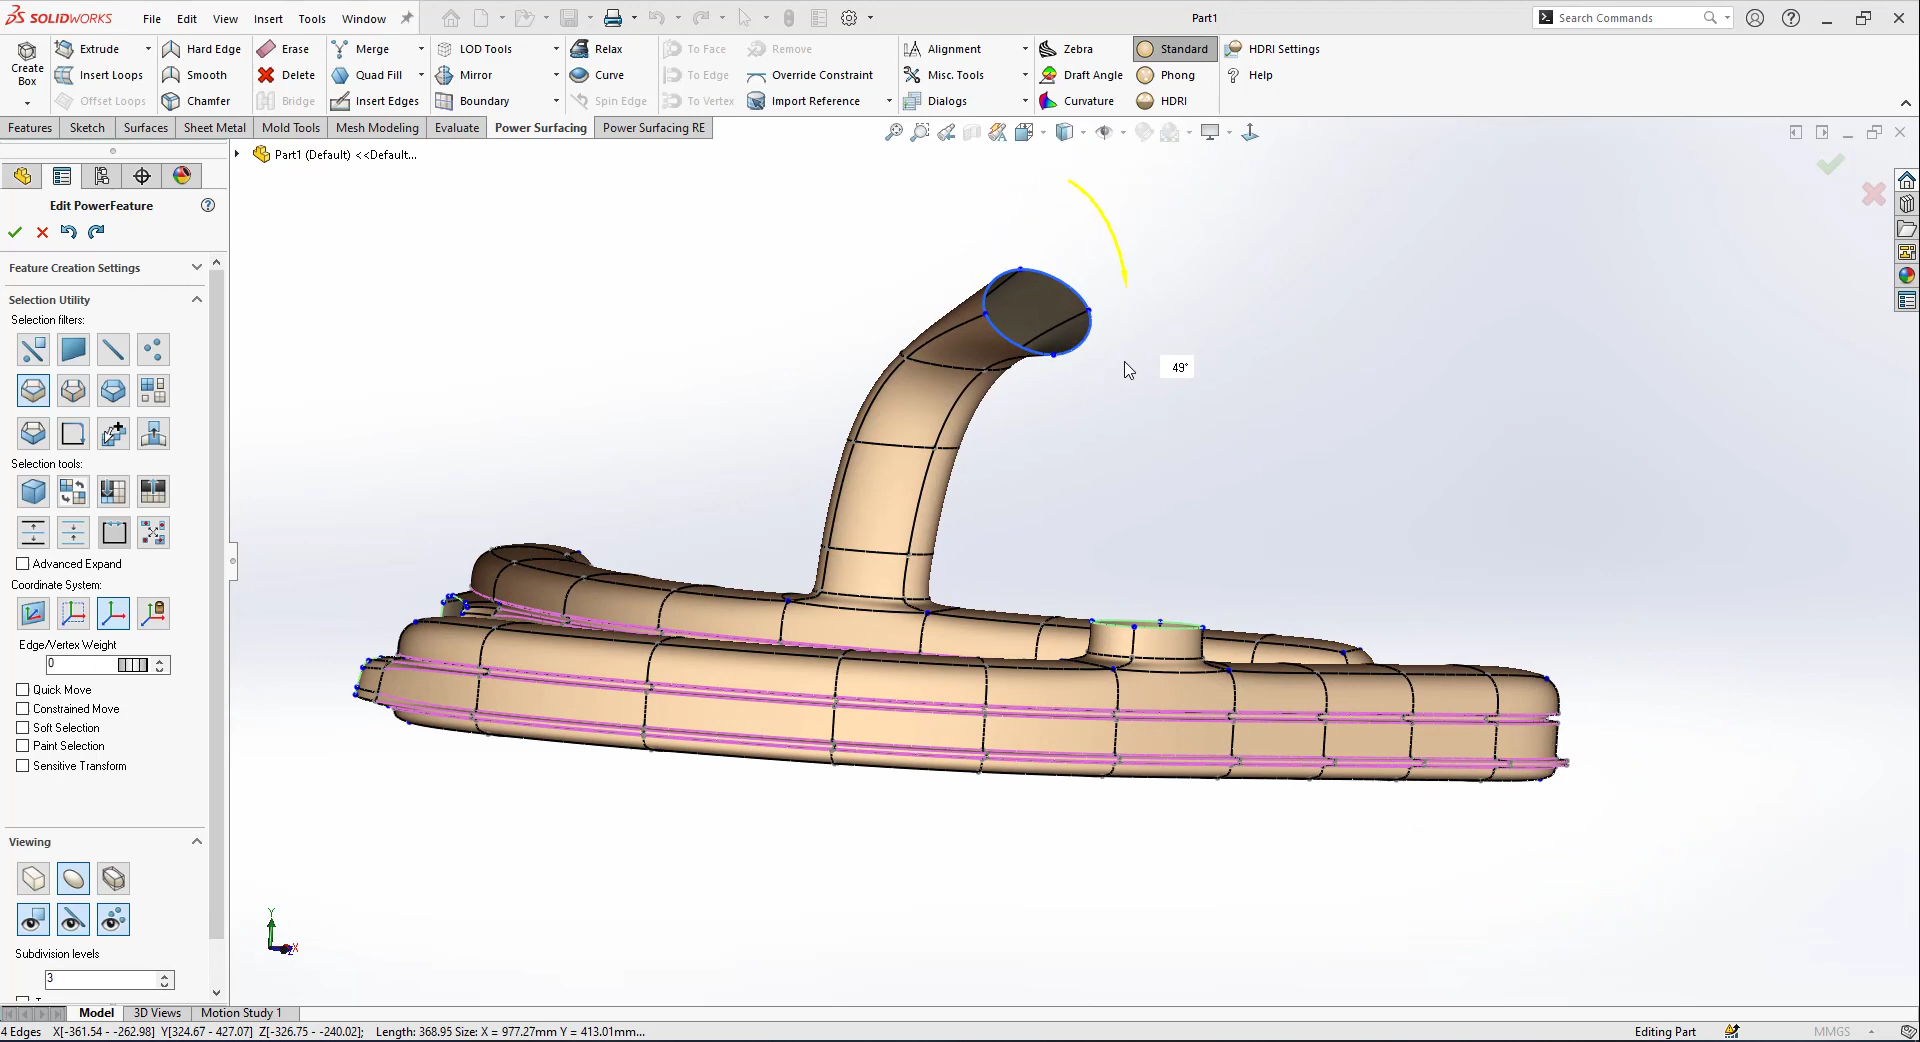 SOLIDWORKS File Edit View Insert Tools Window Part1 Search Commands
Create Box
Extrude Hard Edge Erase Merge LOD Tools Relax To Face Remove Alignment Zebra Standard HDRI Settings
Insert Loops Smooth Delete Quad Fill Mirror Curve To Edge Override Constraint Misc. Tools Draft Angle Phong Help
Offset Loops Chamfer Bridge Insert Edges Boundary Spin Edge To Vertex Import Reference Dialogs Curvature HDRI
Features Sketch Surfaces Sheet Metal Mold Tools Mesh Modeling Evaluate Power Surfacing Power Surfacing RE
Part1 (Default) <<Default...
Edit PowerFeature
Feature Creation Settings
Selection Utility
Selection filters:
49°
Selection tools:
Advanced Expand
Coordinate System:
Edge/Vertex Weight
0
Quick Move
Constrained Move
Soft Selection
Paint Selection
Sensitive Transform
Viewing
Y
X
Z
Subdivision levels
3
Model 3D Views Motion Study 1
4 Edges X[-361.54 - -262.98] Y[324.67 - 427.07] Z[-326.75 - -240.02]; Length: 368.95 Size: X = 977.27mm Y = 413.01mm... Editing Part MMGS